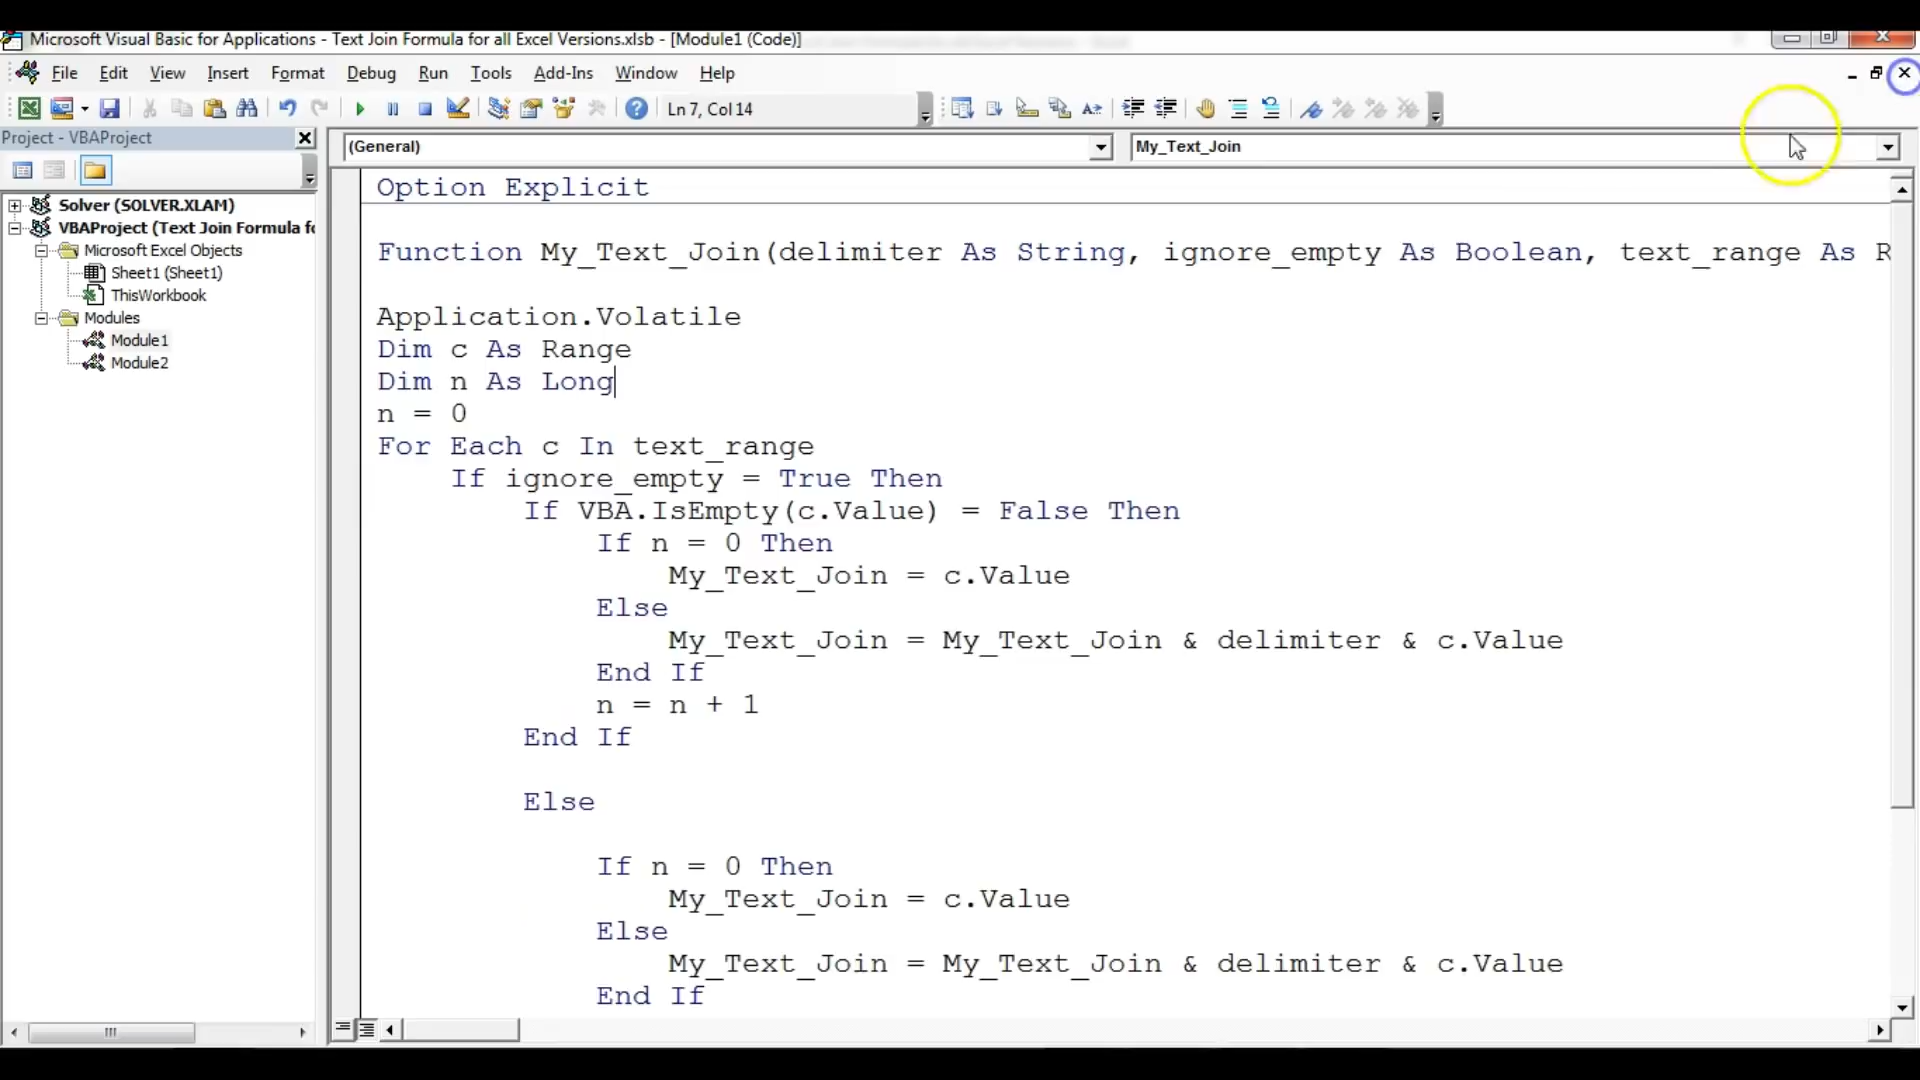 Microsoft Visual Basic for Applications - Text Join Formula for all Excel Versions.xlsb - [Module1 (Code)]
File Edit View Insert Format Debug Run Tools Add-Ins Window Help
Ln 7, Col 14
Project - VBAProject
(General)
My_Text_Join
Solver (SOLVER.XLAM)
VBAProject (Text Join Formula fo
Microsoft Excel Objects
Sheet1 (Sheet1)
ThisWorkbook
Modules
Module1
Module2
Option Explicit
Function My_Text_Join(delimiter As String, ignore_empty As Boolean, text_range As R
Application.Volatile
Dim c As Range
Dim n As Long
n = 0
For Each c In text_range
If ignore_empty = True Then
If VBA.IsEmpty(c.Value) = False Then
If n = 0 Then
My_Text_Join = c.Value
Else
My_Text_Join = My_Text_Join & delimiter & c.Value
End If
n = n + 1
End If
Else
If n = 0 Then
My_Text_Join = c.Value
Else
My_Text_Join = My_Text_Join & delimiter & c.Value
End If